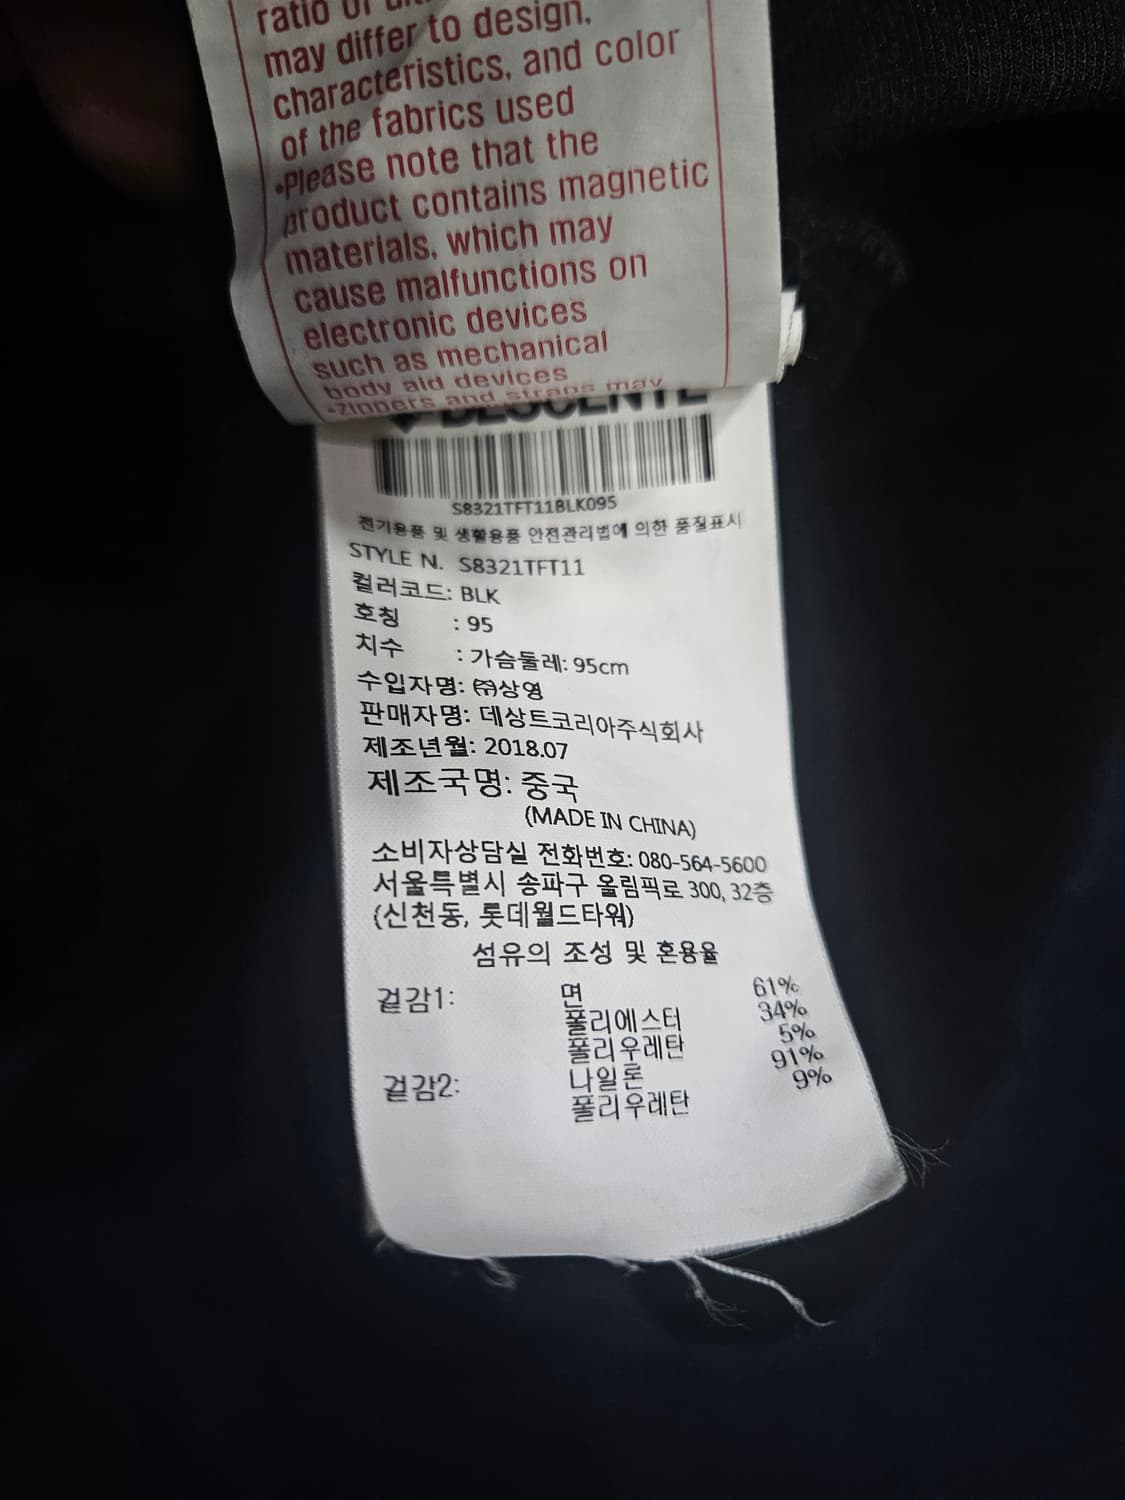 ratio of
may differ to design.
characteristics, and color
of the fabrics used
•Please note that the
product contains magnetic
materials, which may
cause malfunctions on
electronic devices
such as mechanical
body aid devices
•zippers and straps may
DESCENTE
S8321TFT11BLK095
전기용품 및 생활용품 안전관리법에 의한 품질표시
STYLE N. S8321TFT11
컬러코드: BLK
호칭 : 95
치수 : 가슴둘레: 95cm
수입자명: ㈜상영
판매자명: 데상트코리아주식회사
제조년월: 2018.07
제조국명: 중국
(MADE IN CHINA)
소비자상담실 전화번호: 080-564-5600
서울특별시 송파구 올림픽로 300, 32층
(신천동, 롯데월드타워)
섬유의 조성 및 혼용율
겉감1: 면 61%
폴리에스터 34%
폴리우레탄 5%
겉감2: 나일론 91%
폴리우레탄 9%